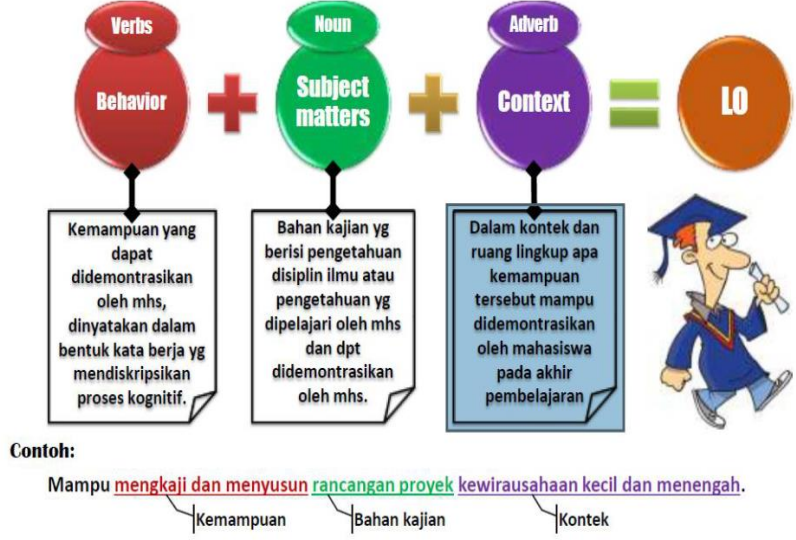 Verbs
Behavior
+
Noun
Subject
matters
+
Adverb
Context
=
LO
Kemampuan yang
dapat
didemontrasikan
oleh mhs,
dinyatakan dalam
bentuk kata berja yg
mendiskripsikan
proses kognitif.
Bahan kajian yg
berisi pengetahuan
disiplin ilmu atau
pengetahuan yg
dipelajari oleh mhs
dan dpt
didemontrasikan
oleh mhs.
Dalam kontek dan
ruang lingkup apa
kemampuan
tersebut mampu
didemontrasikan
oleh mahasiswa
pada akhir
pembelajaran
Contoh:
Mampu mengkaji dan menyusun rancangan proyek kewirausahaan kecil dan menengah.
Kemampuan
Bahan kajian
Kontek